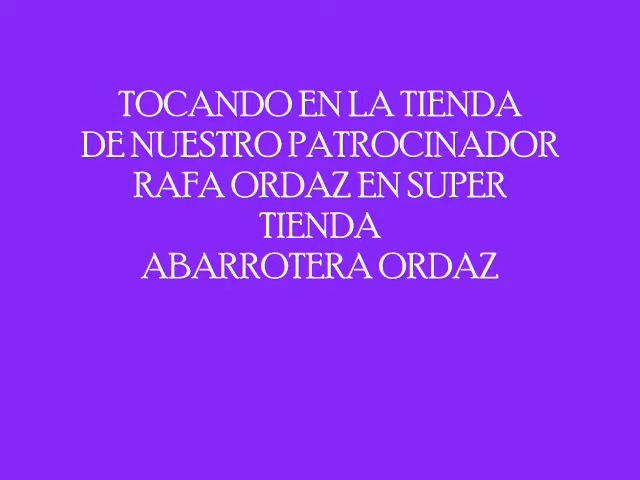 TOCANDO EN LA TIENDA
DE NUESTRO PATROCINADOR
RAFA ORDAZ EN SUPER
TIENDA
ABARROTERA ORDAZ